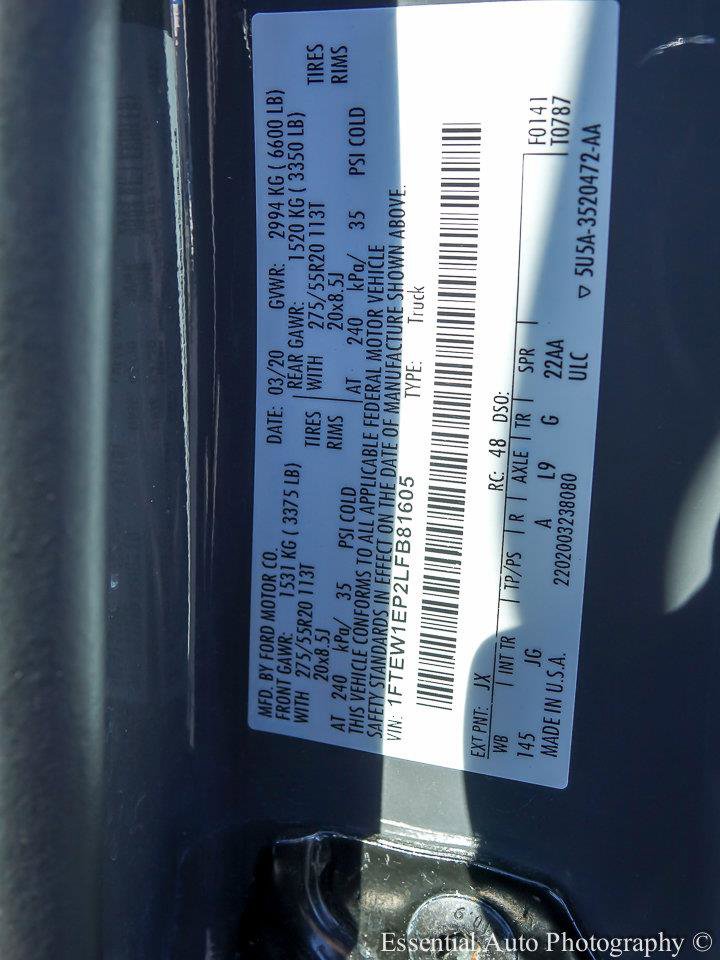 MFD. BY FORD MOTOR CO. DATE: 03/20 GVWR: 2994 KG ( 6600 LB)
FRONT GAWR: 1531 KG ( 3375 LB) REAR GAWR: 1520 KG ( 3350 LB)
WITH 275/55R20 113T TIRES WITH 275/55R20 113T TIRES
20x8.5J RIMS 20x8.5J RIMS
AT 240 kPa/ 35 PSI COLD AT 240 kPa/ 35 PSI COLD
THIS VEHICLE CONFORMS TO ALL APPLICABLE FEDERAL MOTOR VEHICLE
SAFETY STANDARDS IN EFFECT ON THE DATE OF MANUFACTURE SHOWN ABOVE.
VIN: 1FTEW1EP2LFB81605 TYPE: Truck
EXT PNT: JX RC: 48 DSO: F0141
WB INT TR TP/PS R AXLE TR SPR T0787
145 JG A L9 G 22AA
MADE IN U.S.A. 2202003238080 ULC ▽ 5U5A-3520472-AA
Essential Auto Photography ©